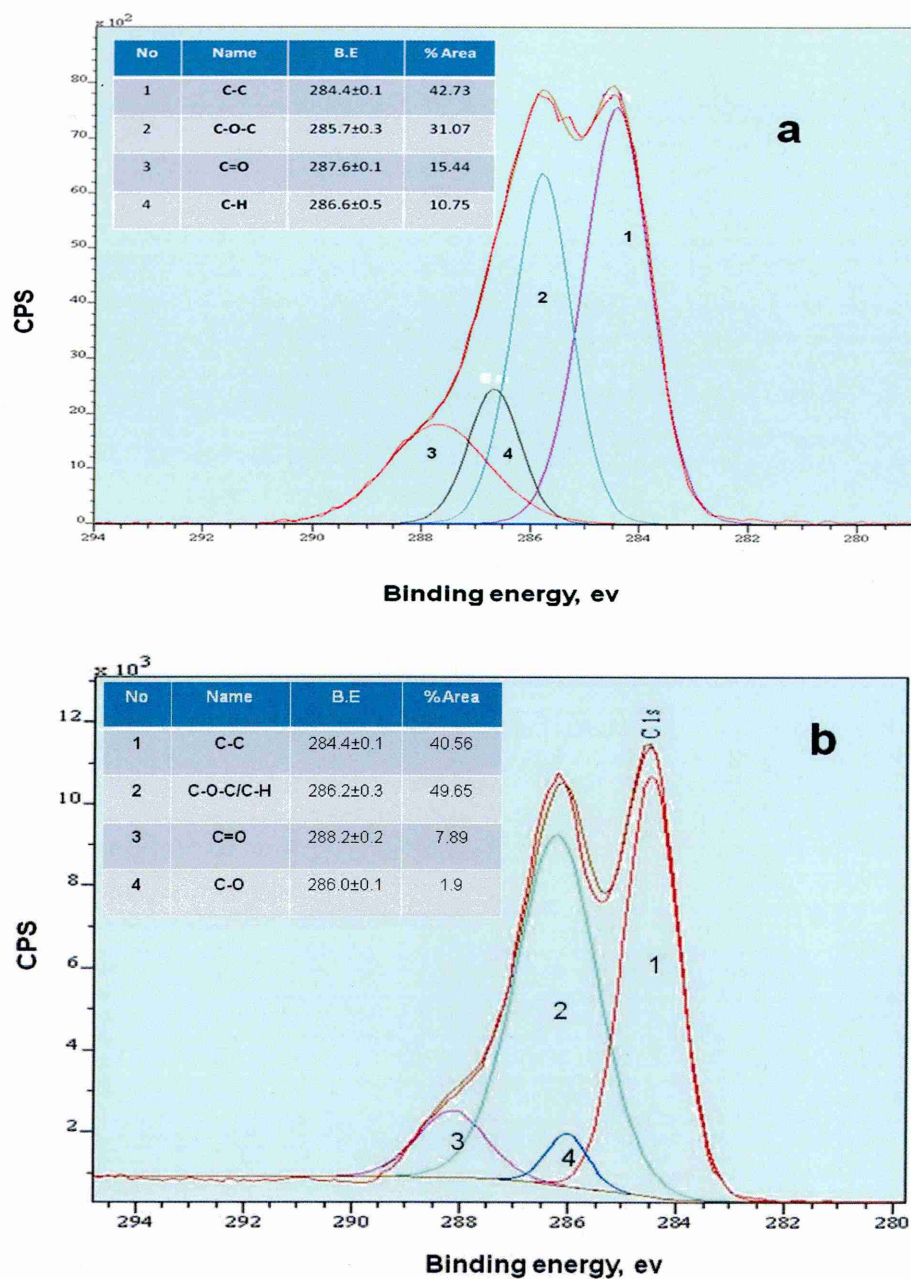 x 10²
No Name B.E % Area
1 C-C 284.4±0.1 42.73
2 C-O-C 285.7±0.3 31.07
3 C=O 287.6±0.1 15.44
4 C-H 286.6±0.5 10.75
a
80
70
60
50
40
30
20
10
0
1
2
3
4
CPS
294 292 290 288 286 284 282 280
Binding energy, ev
x 10³
No Name B.E %Area
1 C-C 284.4±0.1 40.56
2 C-O-C/C-H 286.2±0.3 49.65
3 C=O 288.2±0.2 7.89
4 C-O 286.0±0.1 1.9
C 1s
b
12
10
8
6
4
2
1
2
3
4
CPS
294 292 290 288 286 284 282 280
Binding energy, ev